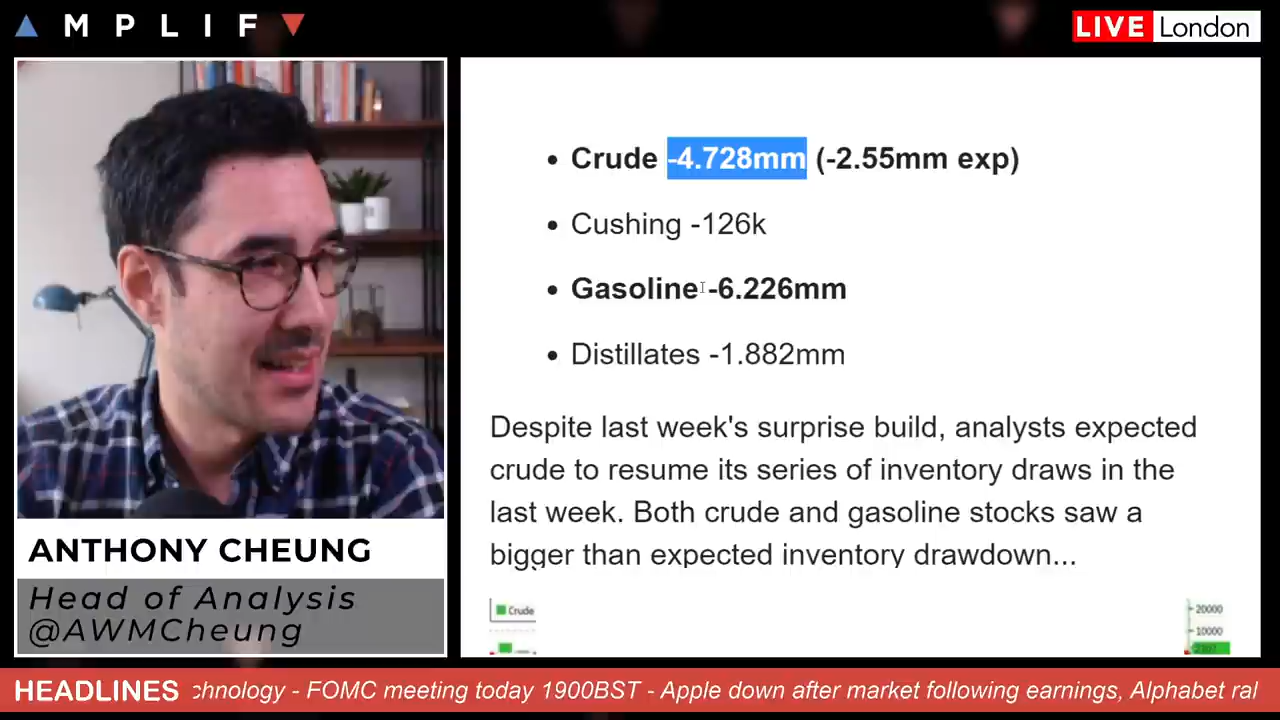 ▲ M P L I F ▼
LIVE London
• Crude -4.728mm (-2.55mm exp)
• Cushing -126k
• Gasoline -6.226mm
• Distillates -1.882mm
Despite last week's surprise build, analysts expected
crude to resume its series of inventory draws in the
last week. Both crude and gasoline stocks saw a
bigger than expected inventory drawdown...
Crude
20000
10000
ANTHONY CHEUNG
Head of Analysis
@AWMCheung
HEADLINES chnology - FOMC meeting today 1900BST - Apple down after market following earnings, Alphabet ral